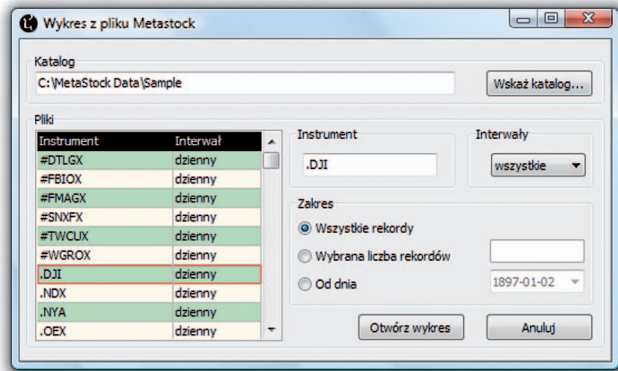 Wykres z pliku Metastock
Katalog
C:\MetaStock Data\Sample
Wskaż katalog...
Pliki
Instrument Interwał
#DTLGX dzienny
#FBIOX dzienny
#FMAGX dzienny
#SNXFX dzienny
#TWCUX dzienny
#WGROX dzienny
.DJI dzienny
.NDX dzienny
.NYA dzienny
.OEX dzienny
Instrument
.DJI
Interwały
wszystkie
Zakres
Wszystkie rekordy
Wybrana liczba rekordów
Od dnia
1897-01-02
Otwórz wykres
Anuluj